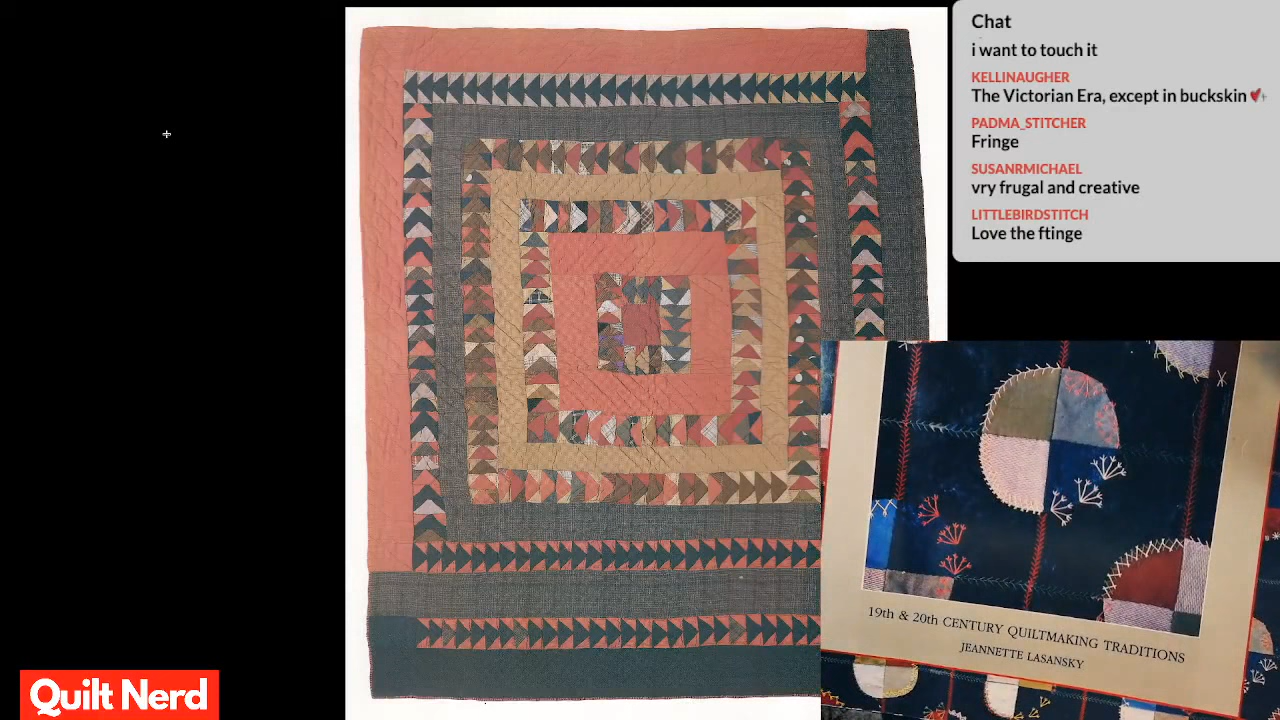 Chat
i want to touch it
KELLINAUGHER
The Victorian Era, except in buckskin
PADMA_STITCHER
Fringe
SUSANRMICHAEL
vry frugal and creative
LITTLEBIRDSTITCH
Love the ftinge
19th & 20th CENTURY QUILTMAKING TRADITIONS
JEANNETTE LASANSKY
Quilt Nerd